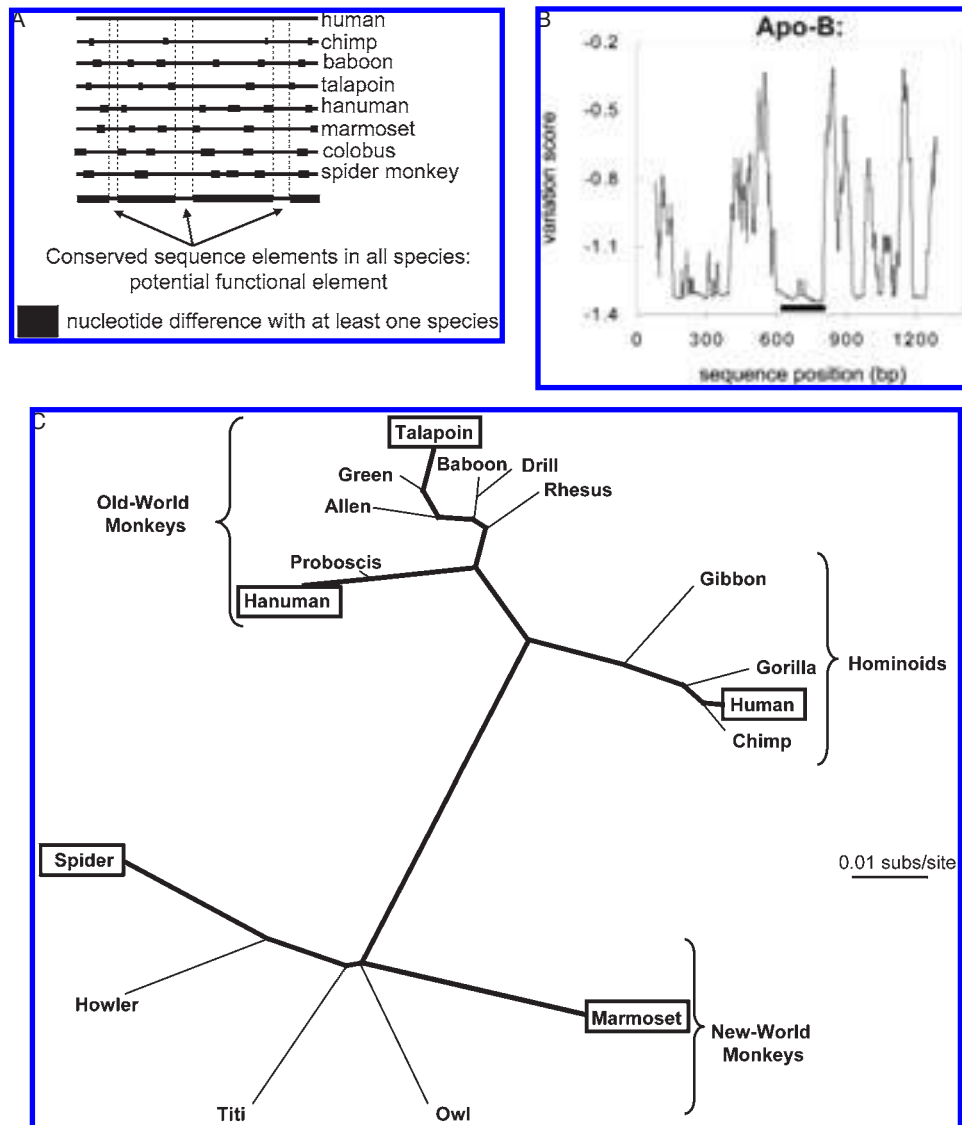 A
human
chimp
baboon
talapoin
hanuman
marmoset
colobus
spider monkey
Conserved sequence elements in all species:
potential functional element
nucleotide difference with at least one species
B
Apo-B:
variation score
-0.2
-0.5
-0.8
-1.1
-1.4
0 300 600 900 1200
sequence position (bp)
C
Talapoin
Green
Baboon
Drill
Allen
Rhesus
Old-World
Monkeys
Proboscis
Hanuman
Gibbon
Gorilla
Hominoids
Human
Chimp
Spider
0.01 subs/site
Howler
Marmoset
New-World
Monkeys
Titi
Owl